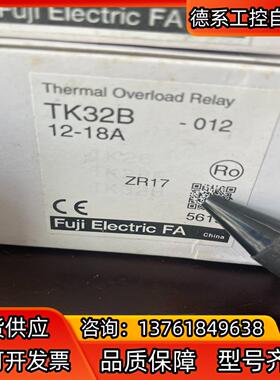 德系工控自
Fuji Electric FA
Thermal Overload Relay
TK32B -012
12-18A
Ro
ZR17
CE
561
Fuji Electric FA
China
货供应 咨询：13761849638
可开发票 品质保障 型号齐